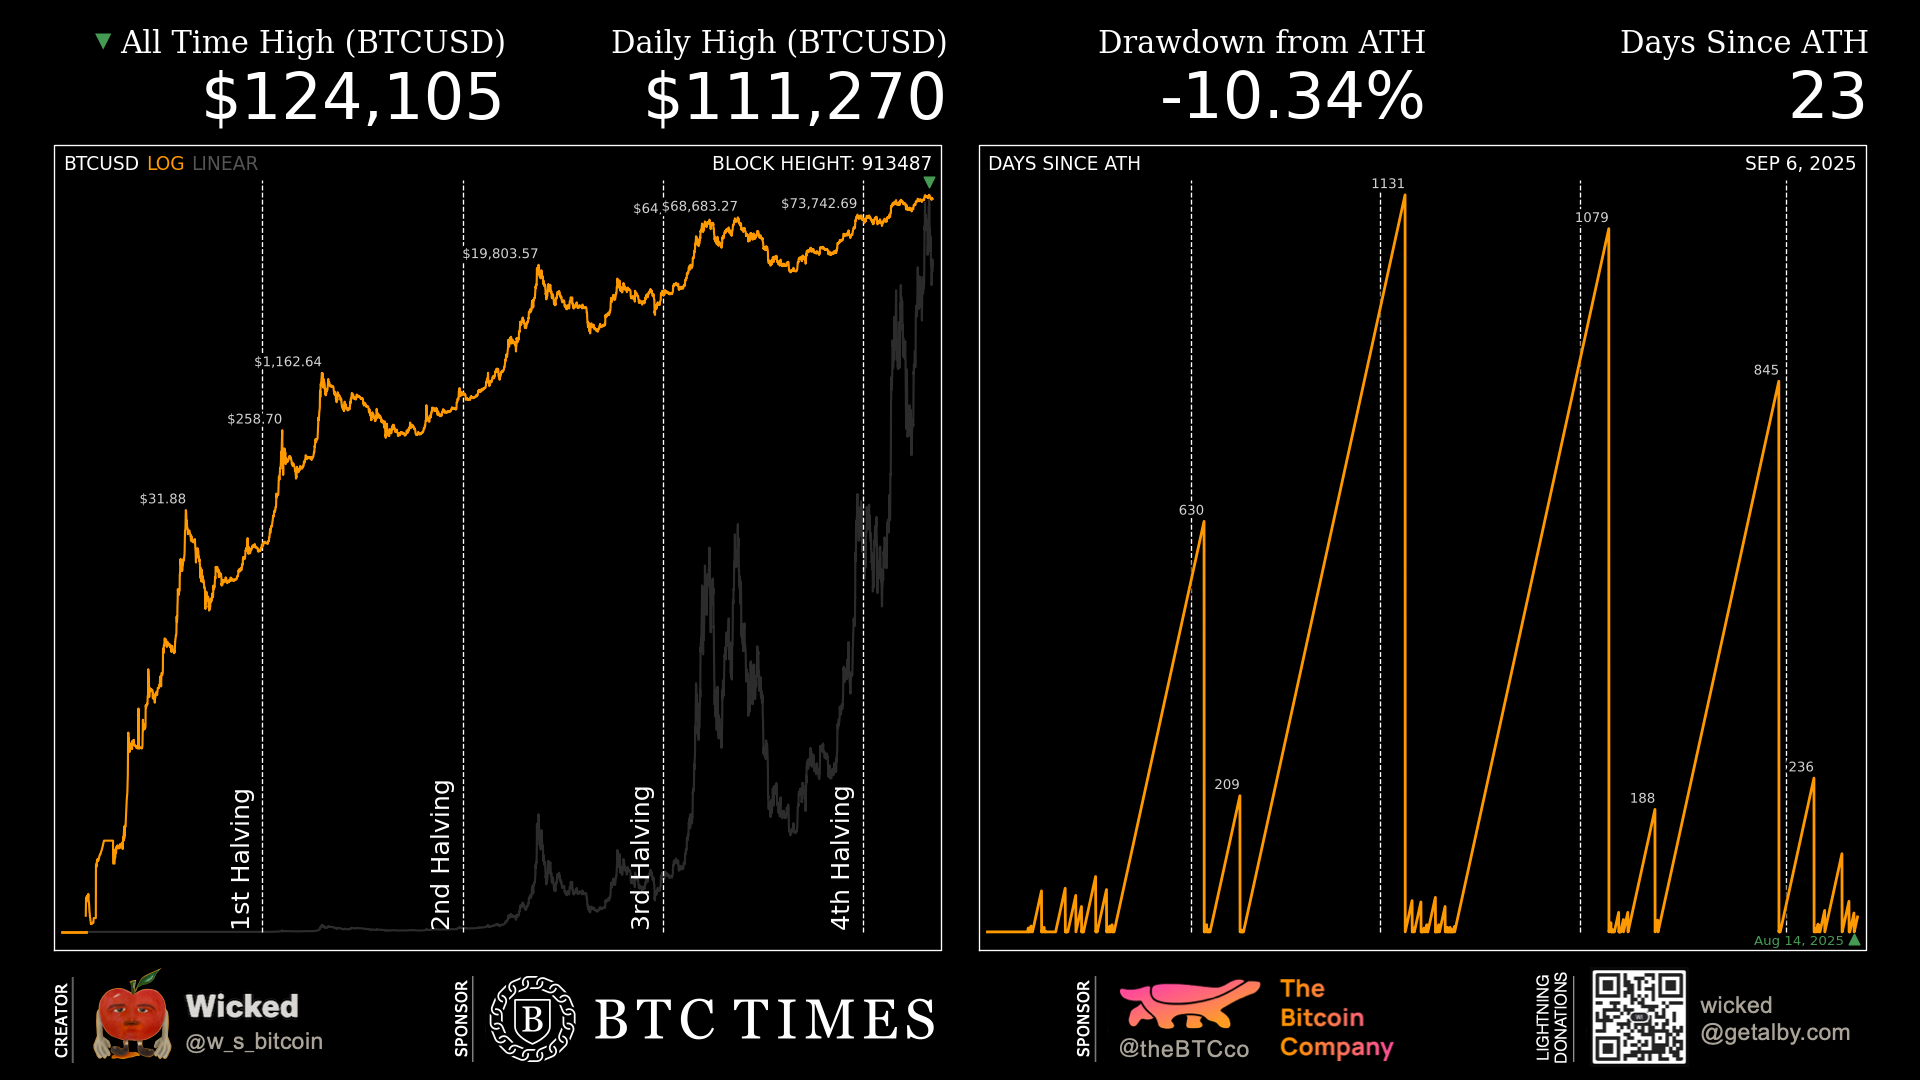 ▼ All Time High (BTCUSD)
$124,105
Daily High (BTCUSD)
$111,270
Drawdown from ATH
-10.34%
Days Since ATH
23
BTCUSD LOG LINEAR
BLOCK HEIGHT: 913487
$31.88
$258.70
$1,162.64
$19,803.57
$64,
$68,683.27
$73,742.69
1st Halving
2nd Halving
3rd Halving
4th Halving
DAYS SINCE ATH
SEP 6, 2025
630
209
1131
1079
188
845
236
Aug 14, 2025
CREATOR
Wicked
@w_s_bitcoin
SPONSOR
B
BTC TIMES
SPONSOR
@theBTCco
The
Bitcoin
Company
LIGHTNING
DONATIONS
wicked
@getalby.com